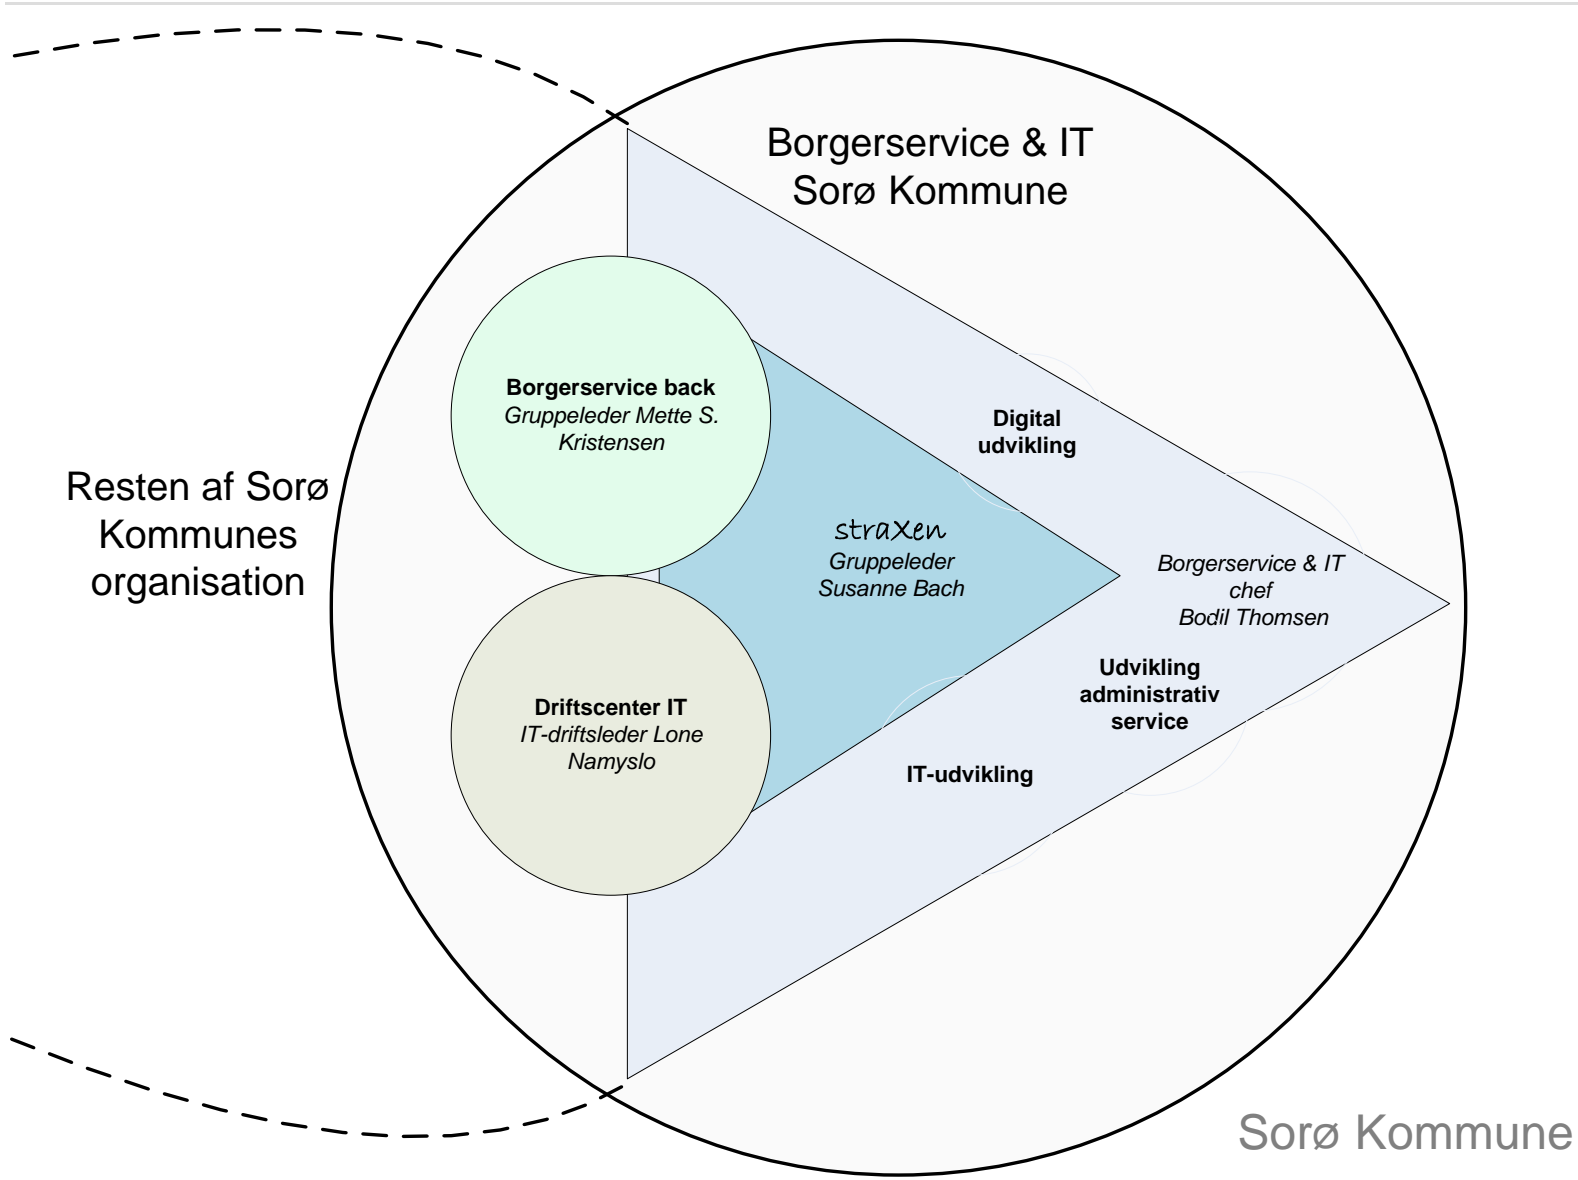 Borgerservice & IT
Sorø Kommune
Borgerservice back
Gruppeleder Mette S.
Kristensen
Digital
udvikling
Resten af Sorø
Kommunes
organisation
straxen
Gruppeleder
Susanne Bach
Borgerservice & IT
chef
Bodil Thomsen
Driftscenter IT
IT-driftsleder Lone
Namyslo
Udvikling
administrativ
service
IT-udvikling
Sorø Kommune